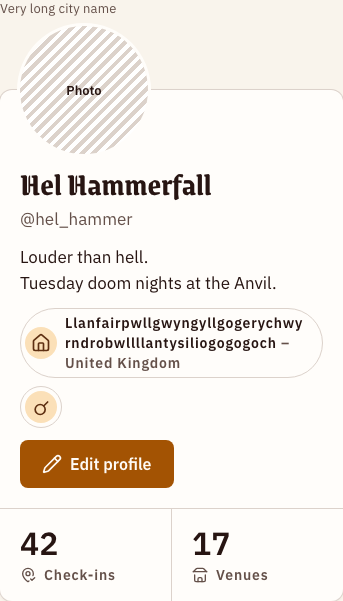 Very long city name
Photo
Hel Hammerfall
@hel_hammer
Louder than hell.
Tuesday doom nights at the Anvil.
Llanfairpwllgwyngyllgogerychwy
rndrobwllllantysiliogogogoch –
United Kingdom
Edit profile
42
Check-ins
17
Venues